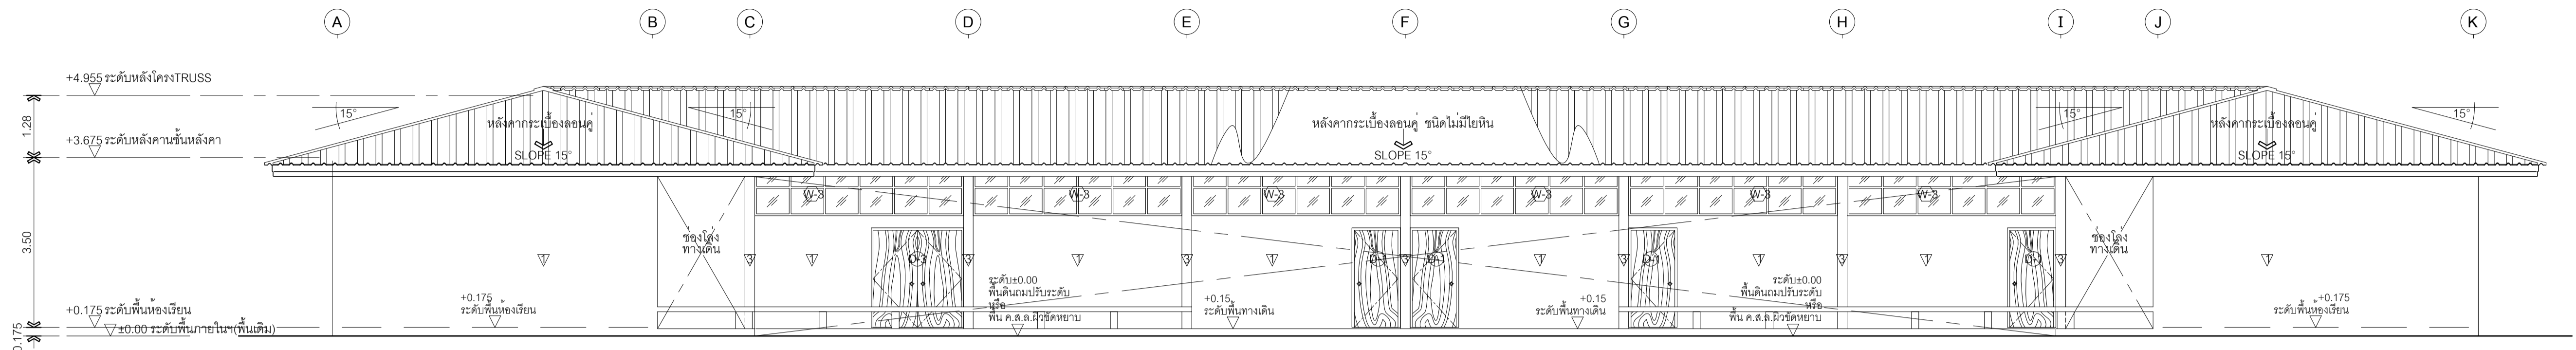 A B C D E F G H I J K
+4.955 ระดับหลังโครงTRUSS
15° 15° 15° 15°
1.28
หลังคากระเบื้องลอนคู่ หลังคากระเบื้องลอนคู่ ชนิดไม่มีใยหิน หลังคากระเบื้องลอนคู่
+3.675 ระดับหลังคานชั้นหลังคา
SLOPE 15° SLOPE 15° SLOPE 15°
W-3 W-3 W-3 W-3 W-3 W-3
3.50
ช่องโล่ง
ทางเดิน
ช่องโล่ง
ทางเดิน
1 3 1 D-3 3 1 3 1 D-1 3 D-1 1 3 D-1 1 3 1 D-1 3 1
ระดับ±0.00
พื้นดินถมปรับระดับ
หรือ
พื้น ค.ส.ล.ผิวขัดหยาบ
ระดับ±0.00
พื้นดินถมปรับระดับ
หรือ
พื้น ค.ส.ล.ผิวขัดหยาบ
+0.175 ระดับพื้นห้องเรียน
+0.175
ระดับพื้นห้องเรียน
+0.15
ระดับพื้นทางเดิน
+0.15
ระดับพื้นทางเดิน
+0.175
ระดับพื้นห้องเรียน
±0.00 ระดับพื้นภายในฯ(พื้นเดิม)
0.175